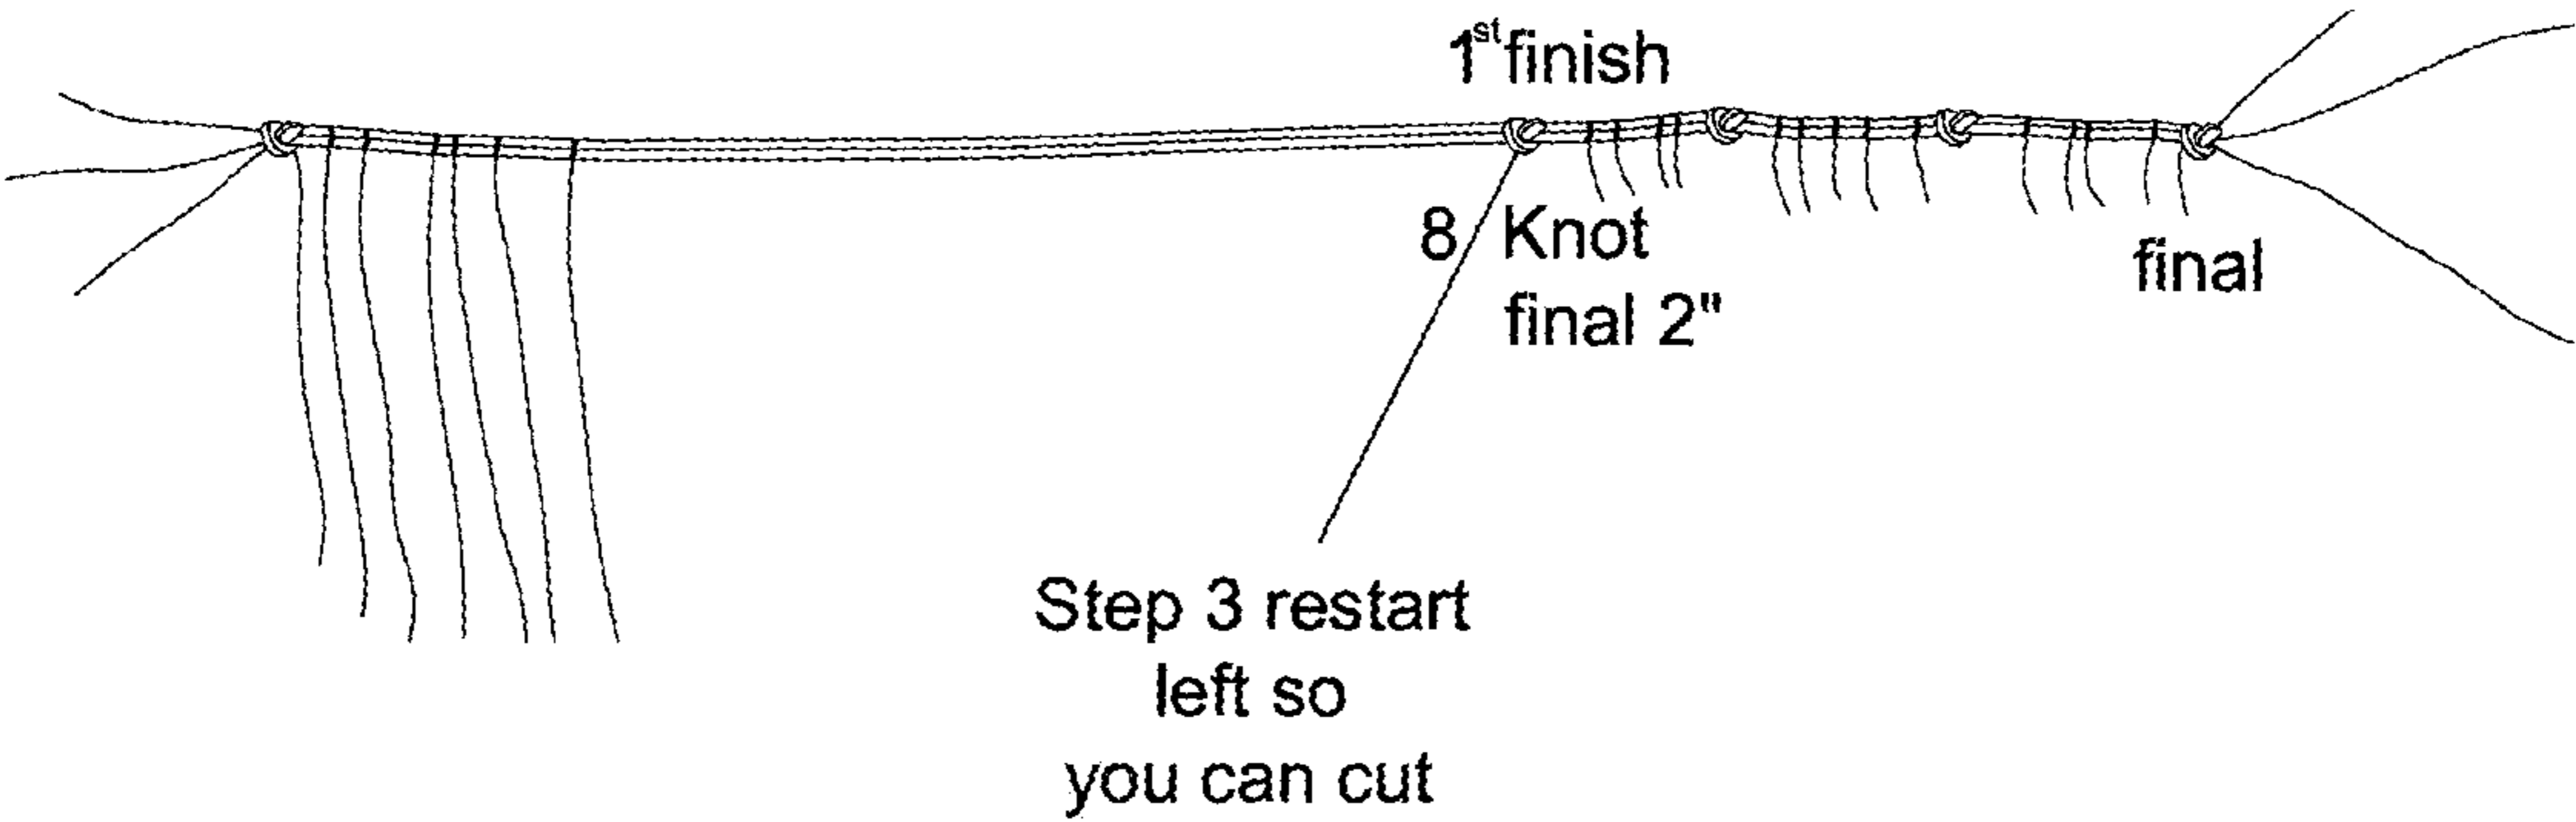 1st finish
8 Knot
final 2"
final
Step 3 restart
left so
you can cut